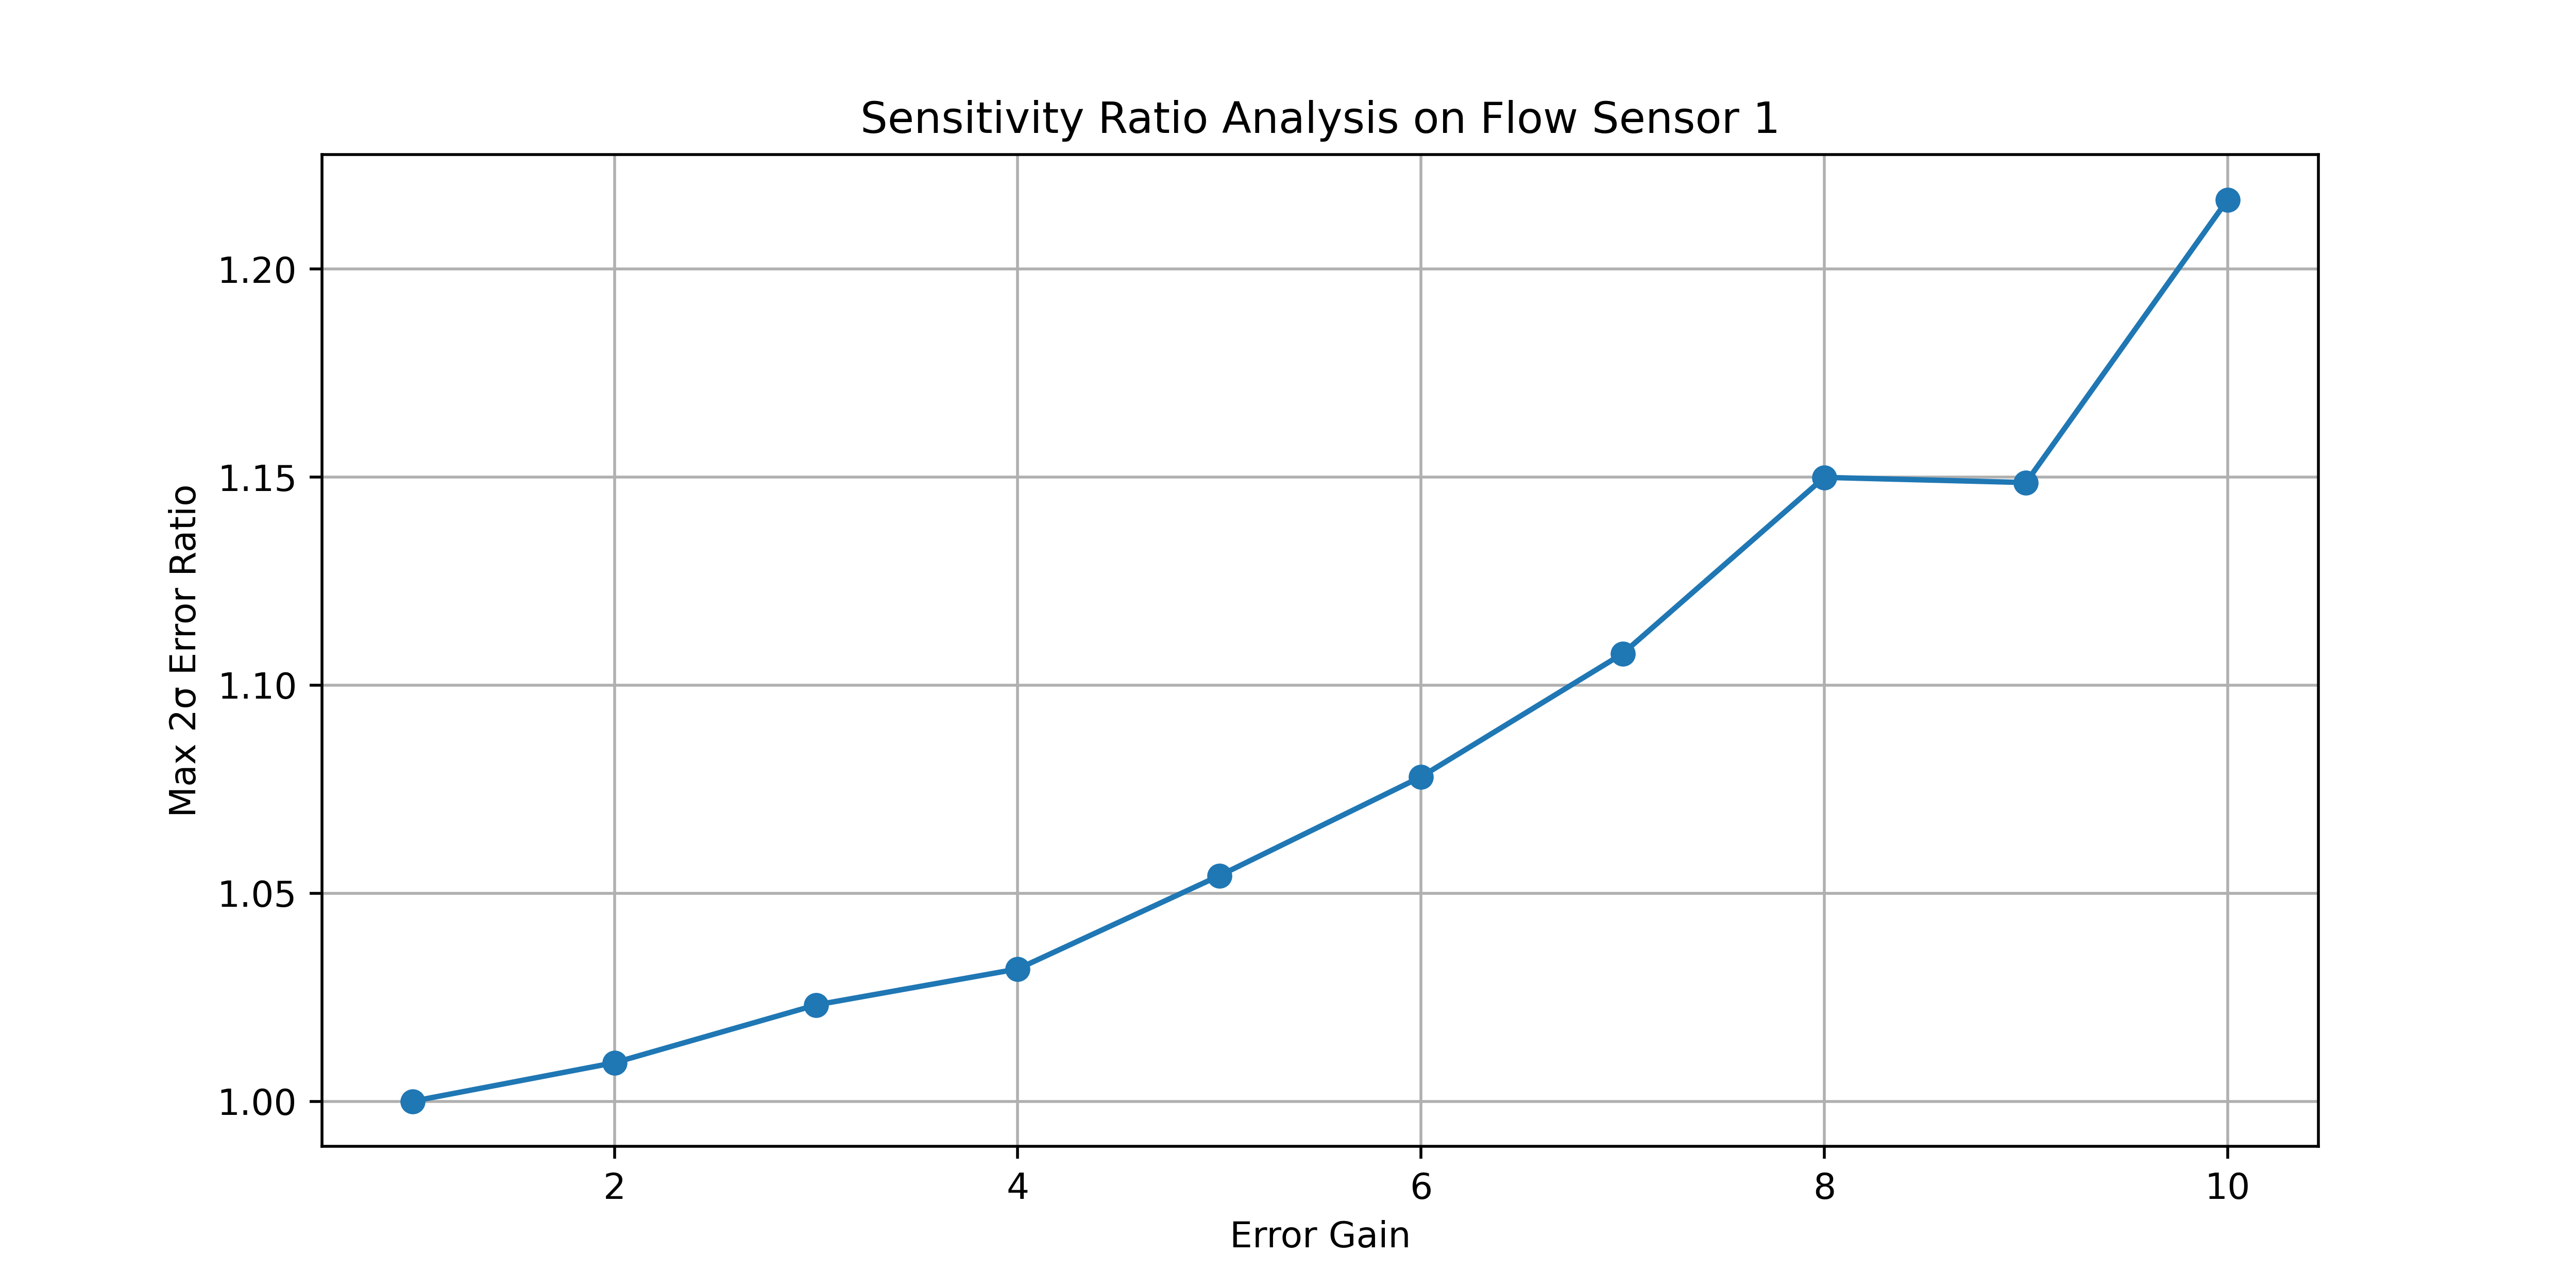 Sensitivity Ratio Analysis on Flow Sensor 1
Max 2σ Error Ratio
1.20
1.15
1.10
1.05
1.00
2 4 6 8 10
Error Gain